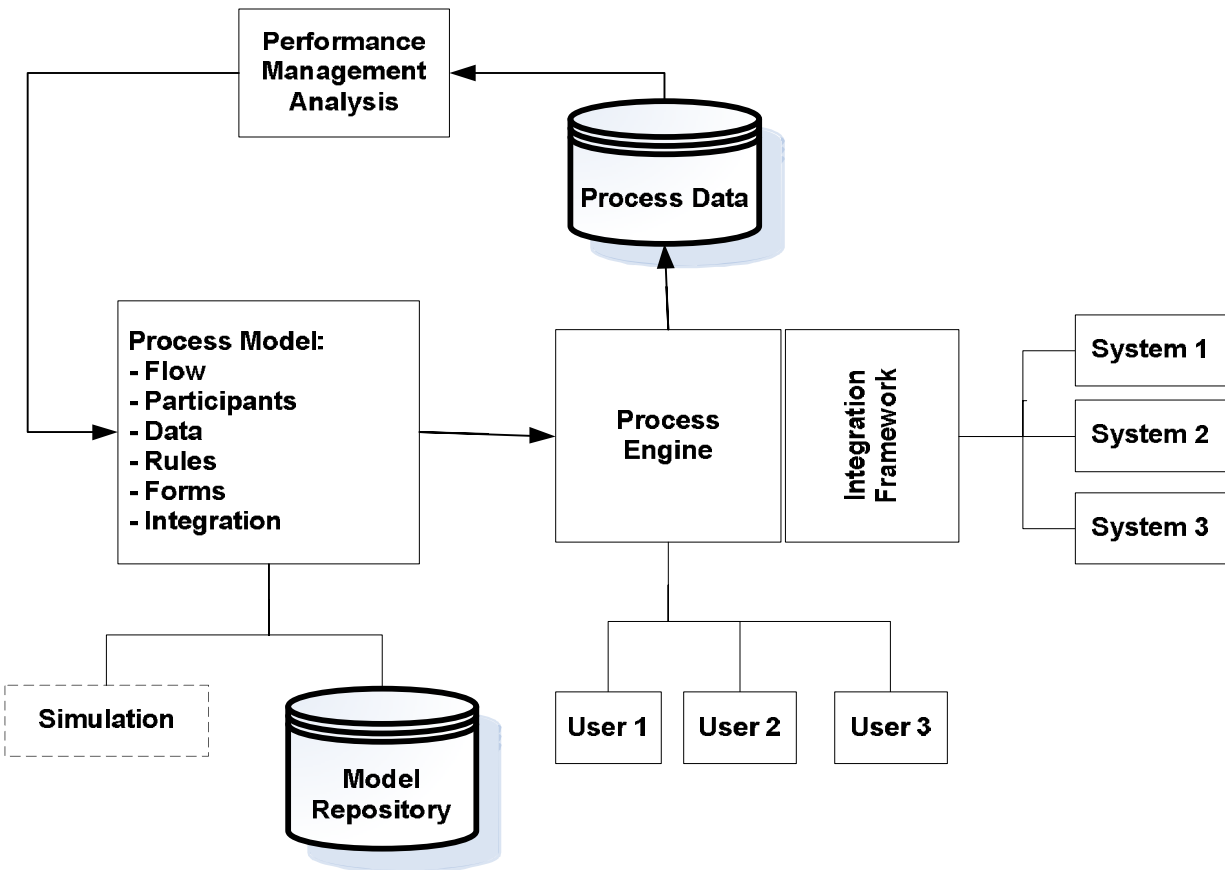 Performance
Management
Analysis
Process Data
Process Model:
- Flow
- Participants
- Data
- Rules
- Forms
- Integration
Process
Engine
Integration
Framework
System 1
System 2
System 3
Simulation
Model
Repository
User 1
User 2
User 3